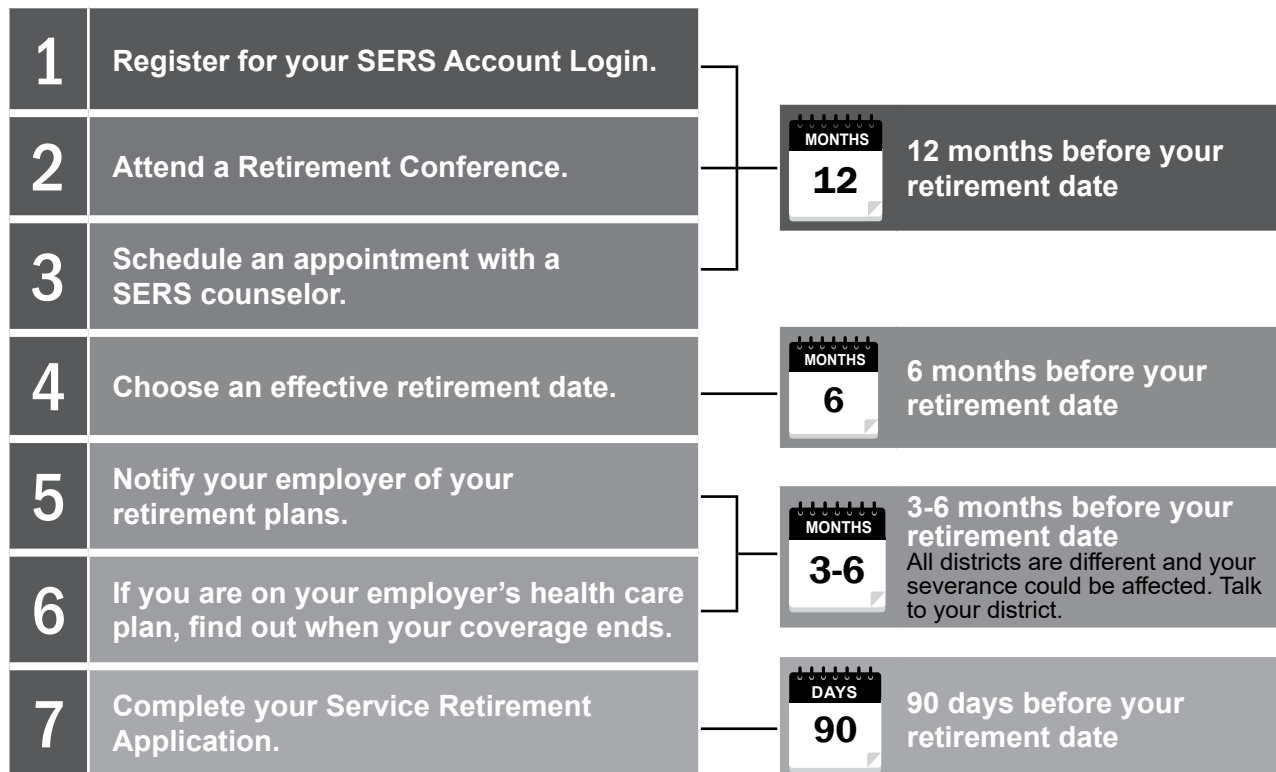 1
Register for your SERS Account Login.
2
Attend a Retirement Conference.
3
Schedule an appointment with a
SERS counselor.
MONTHS
12
12 months before your
retirement date
4
Choose an effective retirement date.
MONTHS
6
6 months before your
retirement date
5
Notify your employer of your
retirement plans.
6
If you are on your employer's health care
plan, find out when your coverage ends.
MONTHS
3-6
3-6 months before your
retirement date
All districts are different and your
severance could be affected. Talk
to your district.
7
Complete your Service Retirement
Application.
DAYS
90
90 days before your
retirement date